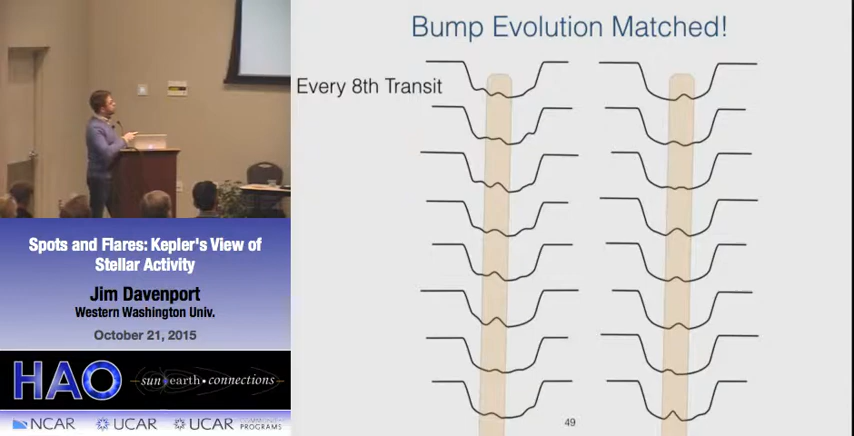 Bump Evolution Matched!
Every 8th Transit
49
Spots and Flares: Kepler's View of
Stellar Activity
Jim Davenport
Western Washington Univ.
October 21, 2015
HAO
sun earth • connections
NCAR
UCAR
UCAR
PROGRAMS